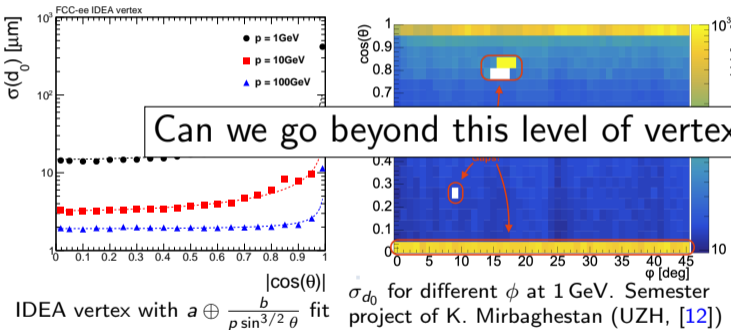 FCC-ee IDEA vertex
σ(d₀) [μm]
10³
10²
10
1
p = 1GeV
p = 10GeV
p = 100GeV
0 0.1 0.2 0.3 0.4 0.5 0.6 0.7 0.8 0.9 1
|cos(θ)|
cos(θ)
1
0.9
0.8
0.7
0.4
0.3
0.2
0.1
0
0 5 10 15 20 25 30 35 40 45
φ [deg]
10³
10
Can we go beyond this level of vertex
IDEA vertex with a ⊕ b / (p sin^{3/2} θ) fit
σ_{d₀} for different ϕ at 1 GeV. Semester
project of K. Mirbaghestan (UZH, [12])